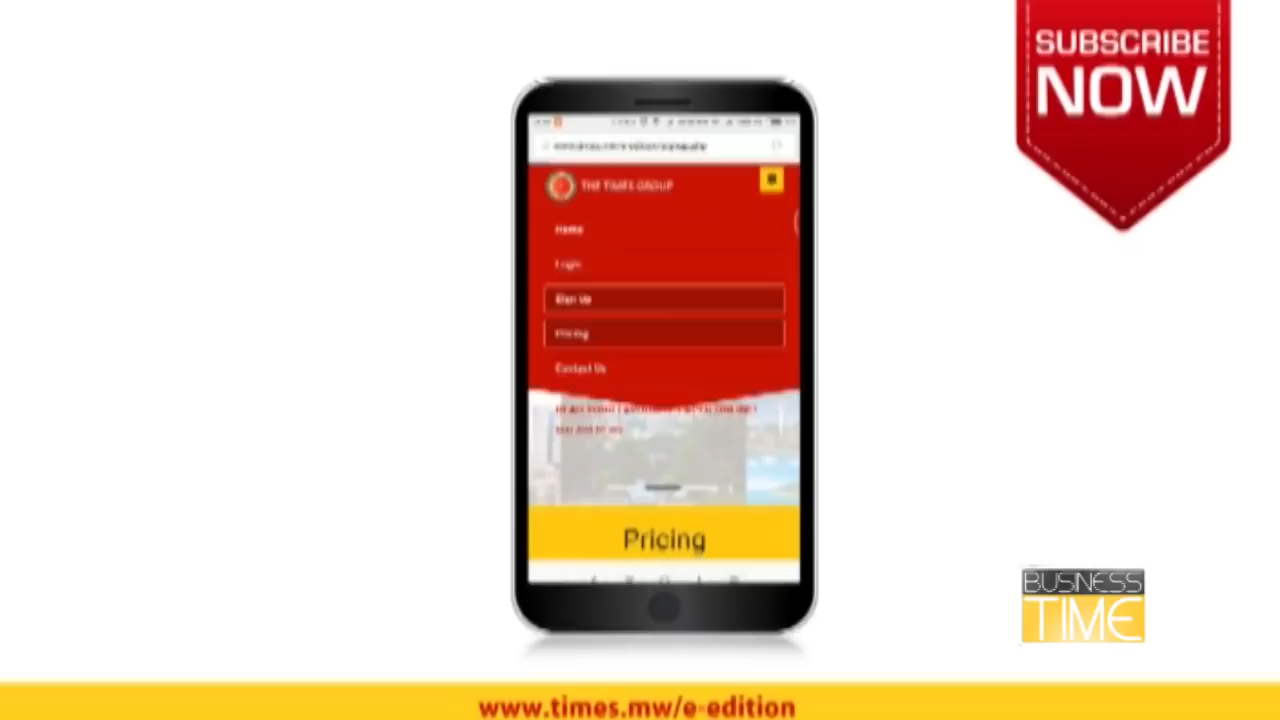 SUBSCRIBE
NOW
THE TIMES GROUP
Home
Login
Sign Up
Pricing
Contact Us
Pricing
BUSINESS
TIME
www.times.mw/e-edition